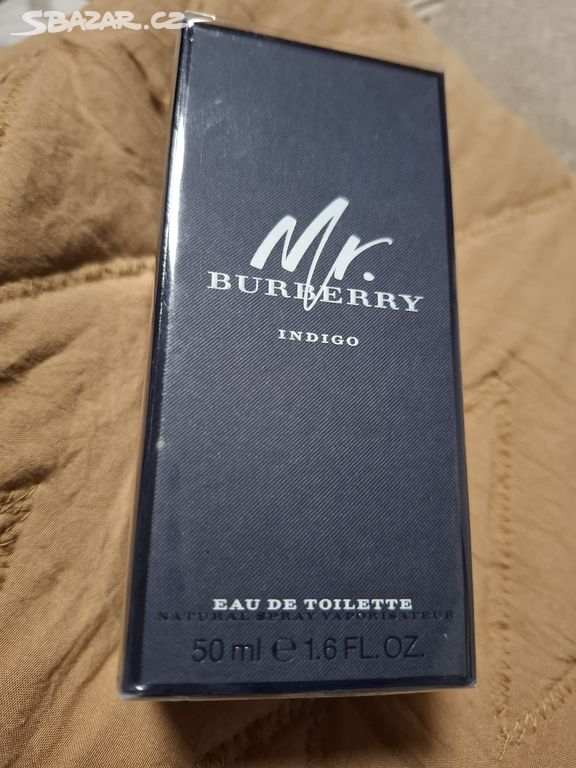 SBAZAR.CZ
Mr.
BURBERRY
INDIGO
EAU DE TOILETTE
NATURAL SPRAY VAPORISATEUR
50 ml ℮ 1.6 FL.OZ.